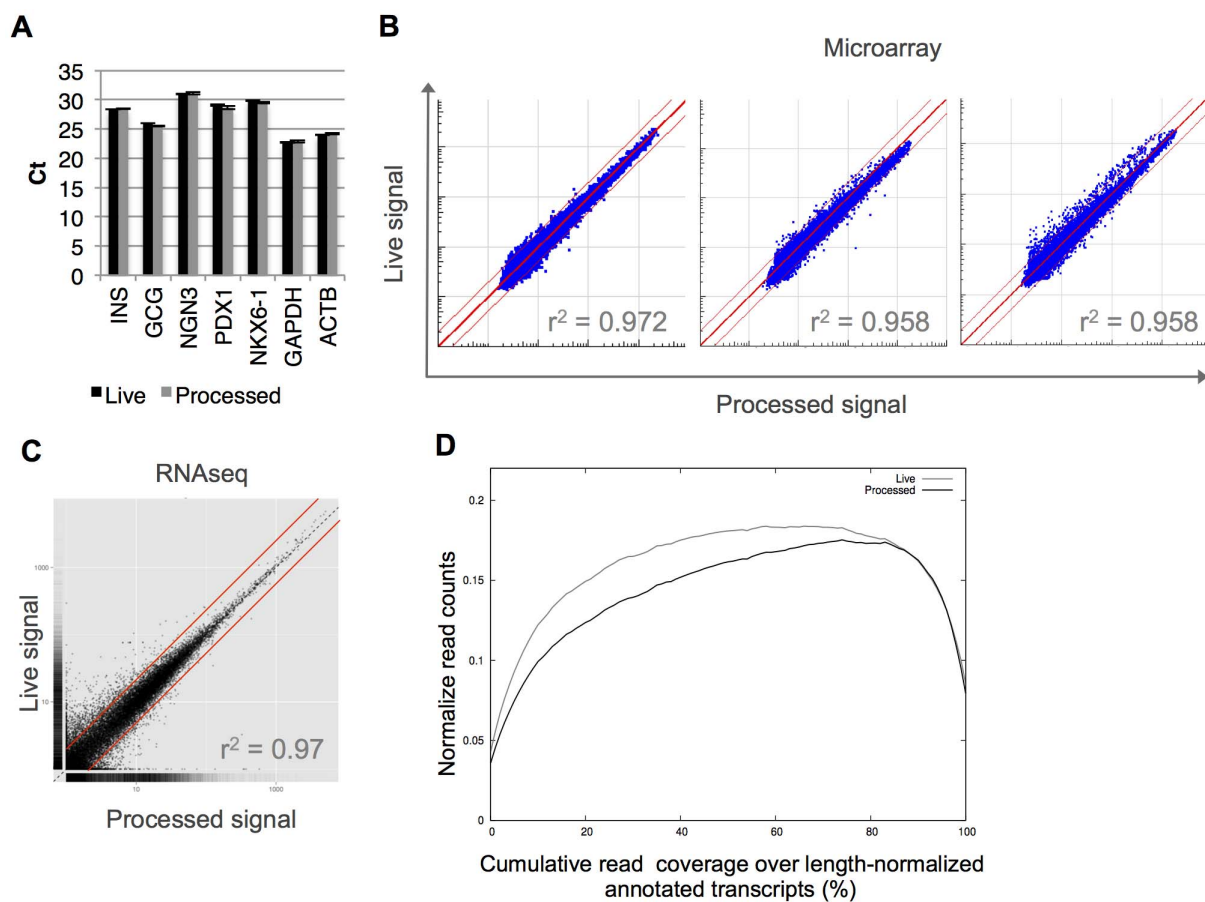 A
35
30
25
20
15
10
5
0
Ct
INS
GCG
NGN3
PDX1
NKX6-1
GAPDH
ACTB
Live
Processed
B
Microarray
Live signal
r² = 0.972
r² = 0.958
r² = 0.958
Processed signal
C
RNAseq
Live signal
1000
10
r² = 0.97
10
1000
Processed signal
D
Live
Processed
Normalize read counts
0.2
0.15
0.1
0.05
0
0
20
40
60
80
100
Cumulative read coverage over length-normalized
annotated transcripts (%)